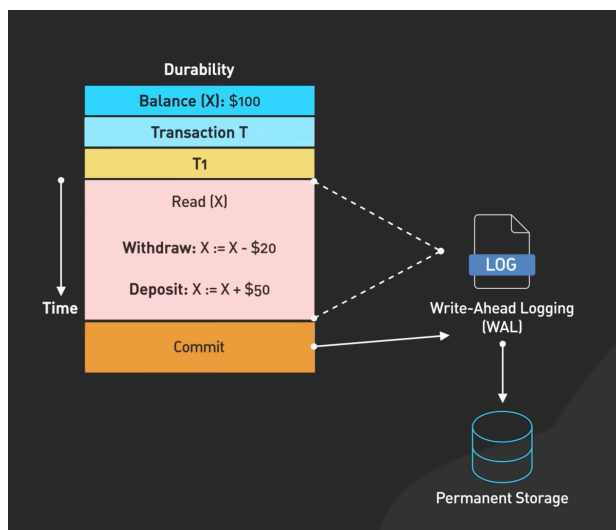 Durability
Balance (X): $100
Transaction T
T1
Read (X)
Withdraw: X := X - $20
Deposit: X := X + $50
Time
Commit
LOG
Write-Ahead Logging
(WAL)
Permanent Storage